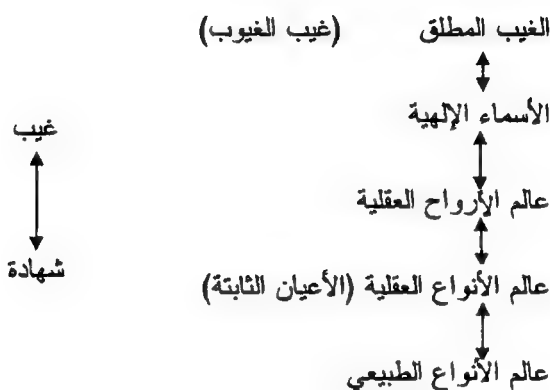 الغيب المطلق (غيب الغيوب)
الأسماء الإلهية
غيب
عالم الأرواح العقلية
شهادة
عالم الأنواع العقلية (الأعيان الثابتة)
عالم الأنواع الطبيعي